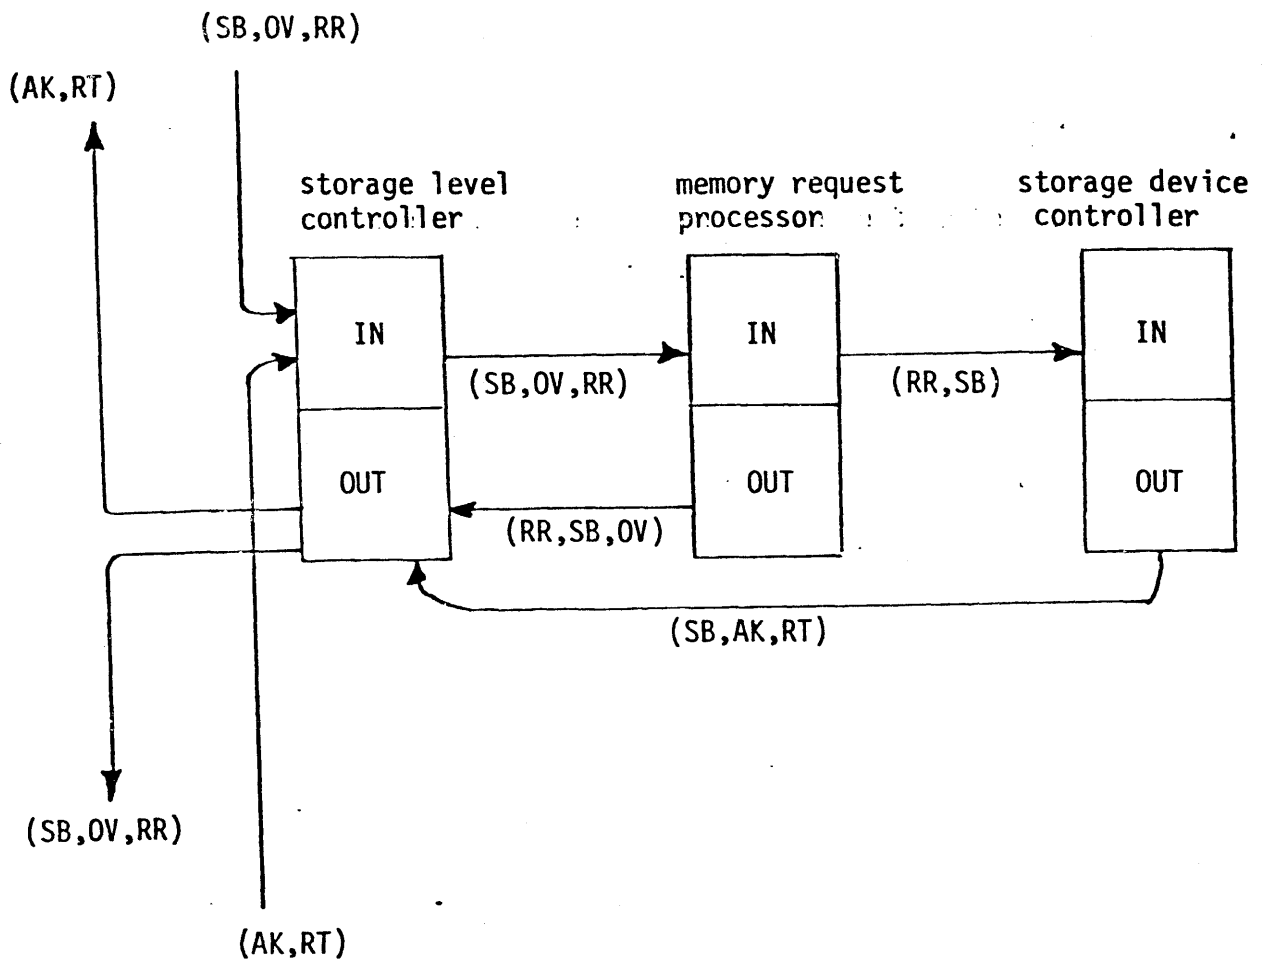 (SB,OV,RR)
(AK,RT)
storage level
controller
memory request
processor
storage device
controller
IN
IN
IN
(SB,OV,RR)
(RR,SB)
OUT
OUT
OUT
(RR,SB,OV)
(SB,AK,RT)
(SB,OV,RR)
(AK,RT)